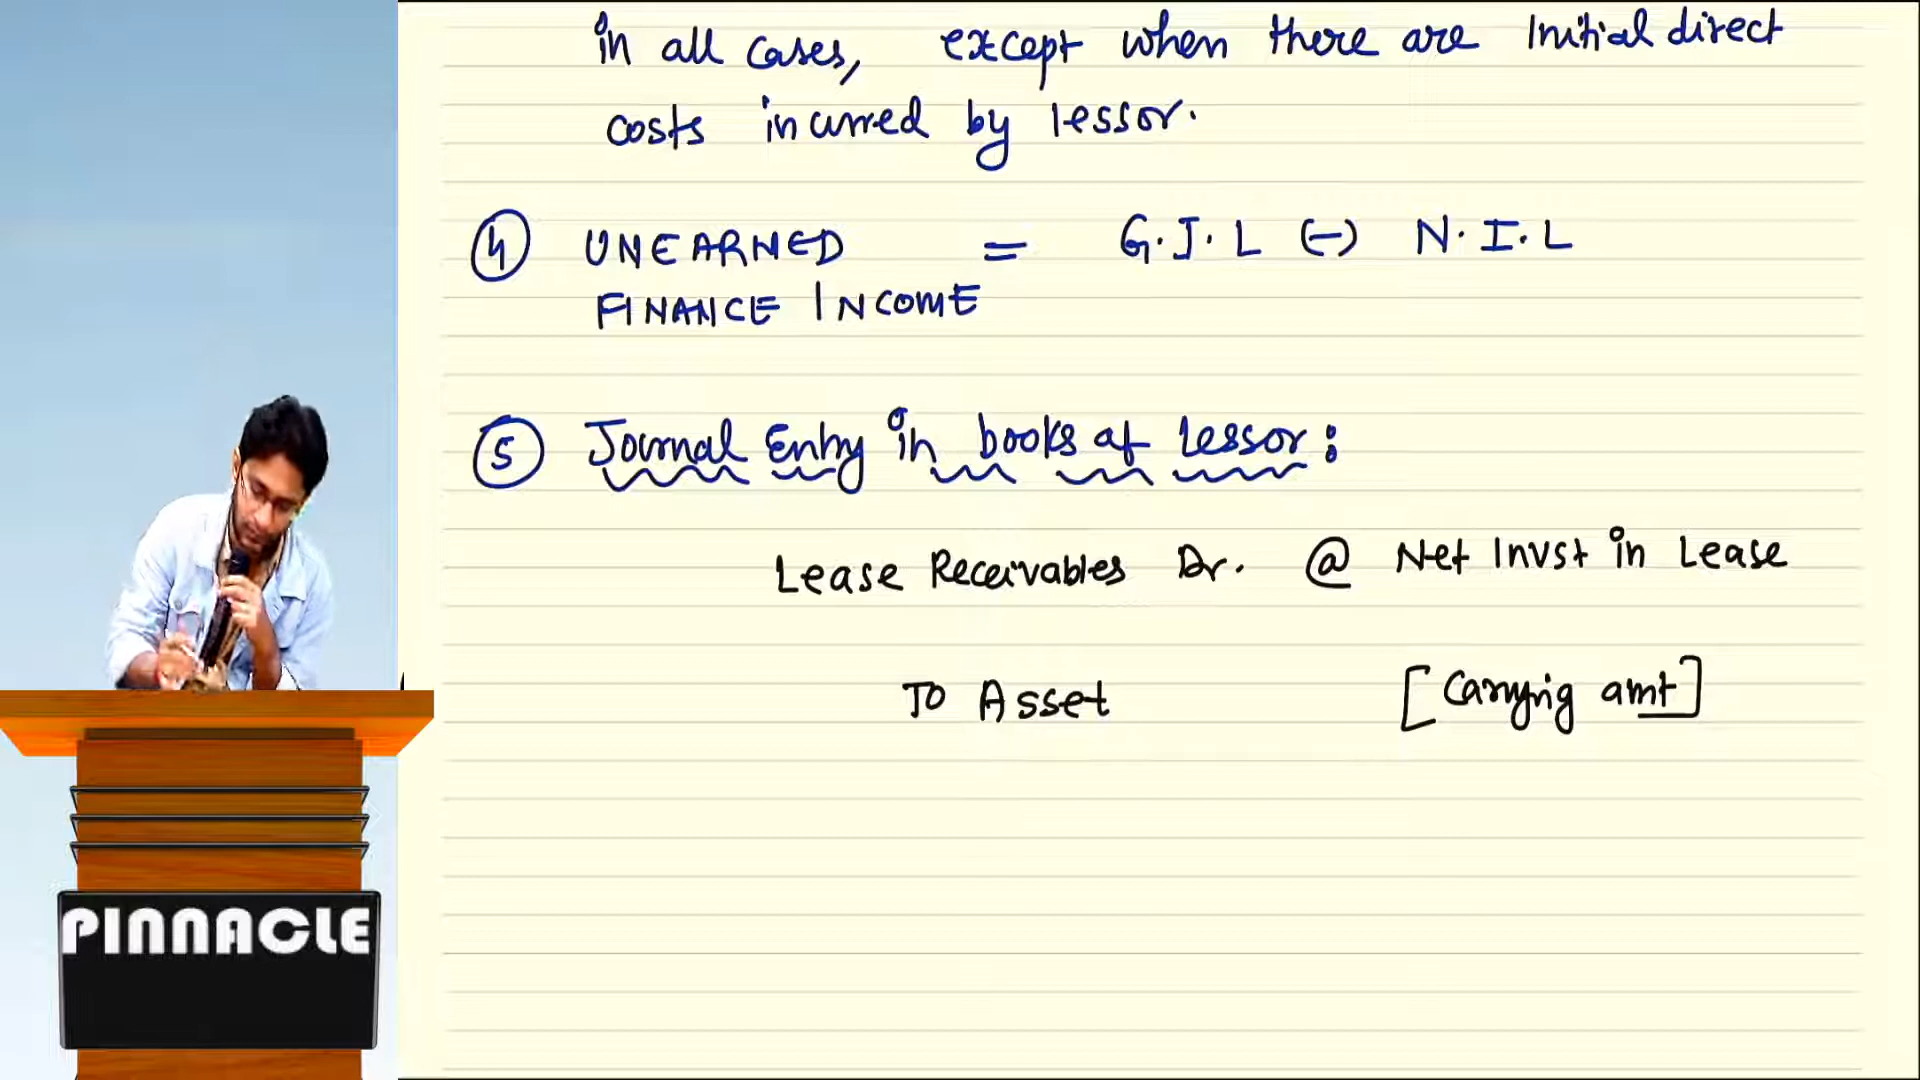 in all cases, except when there are Initial direct
costs incurred by lessor.
4 UNEARNED = G.I.L (-) N.I.L
FINANCE INCOME
5 Journal Entry in books of lessor:
Lease Receivables Dr. @ Net Invst in Lease
To Asset [Carrying amt]
PINNACLE